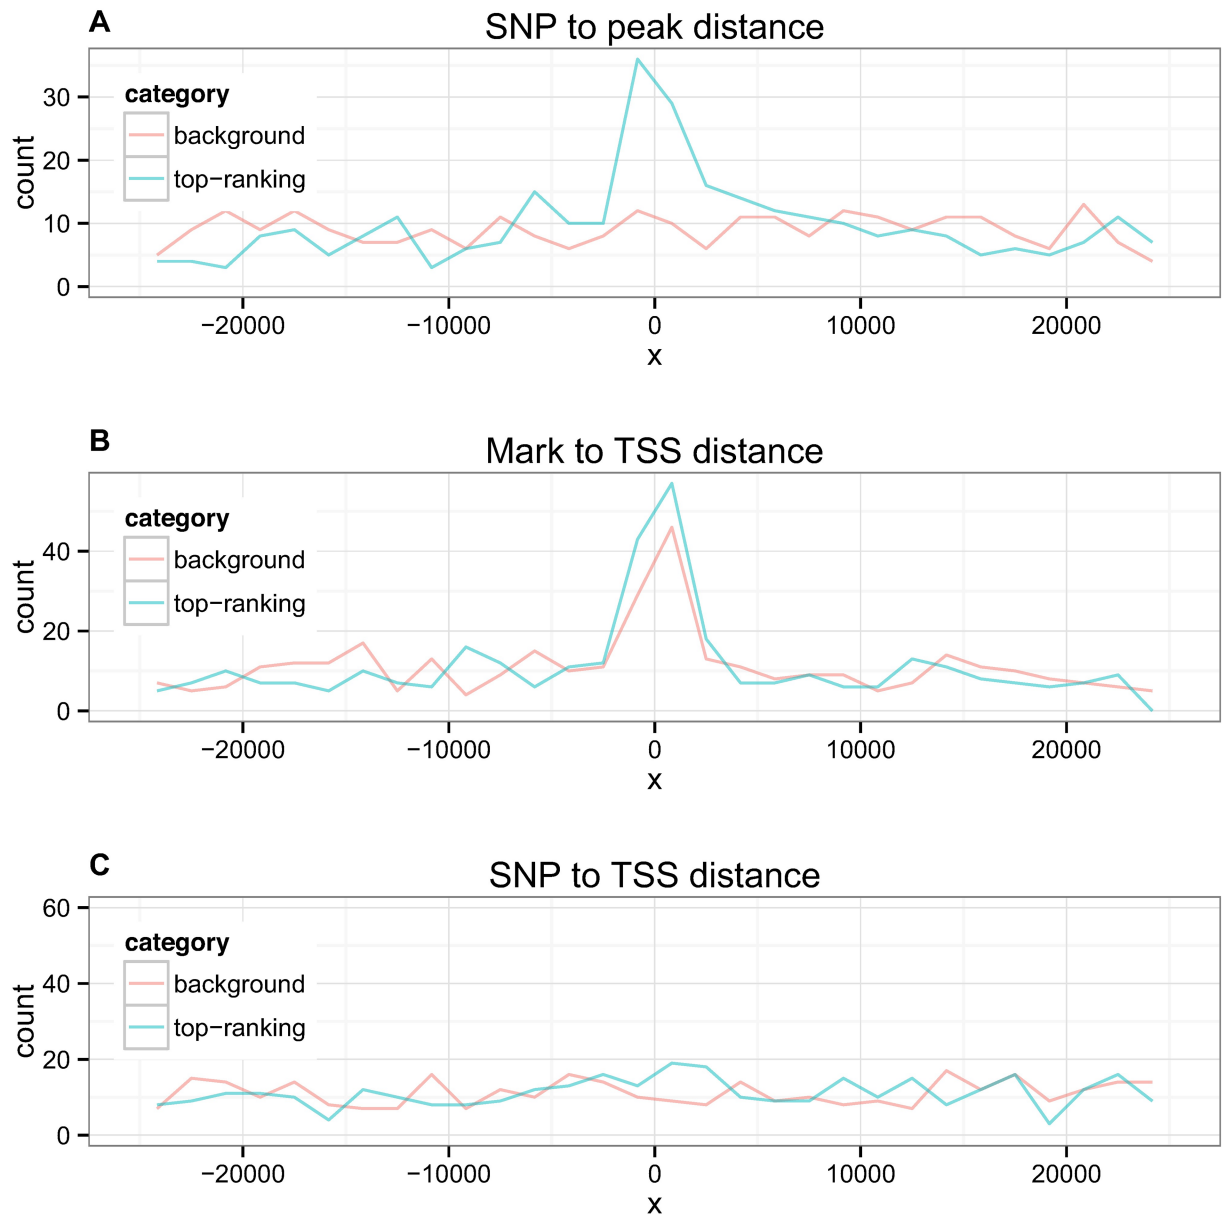 A
SNP to peak distance
count
30
20
10
0
category
background
top−ranking
−20000
−10000
0
10000
20000
x
B
Mark to TSS distance
count
40
20
0
category
background
top−ranking
−20000
−10000
0
10000
20000
x
C
SNP to TSS distance
count
60
40
20
0
category
background
top−ranking
−20000
−10000
0
10000
20000
x